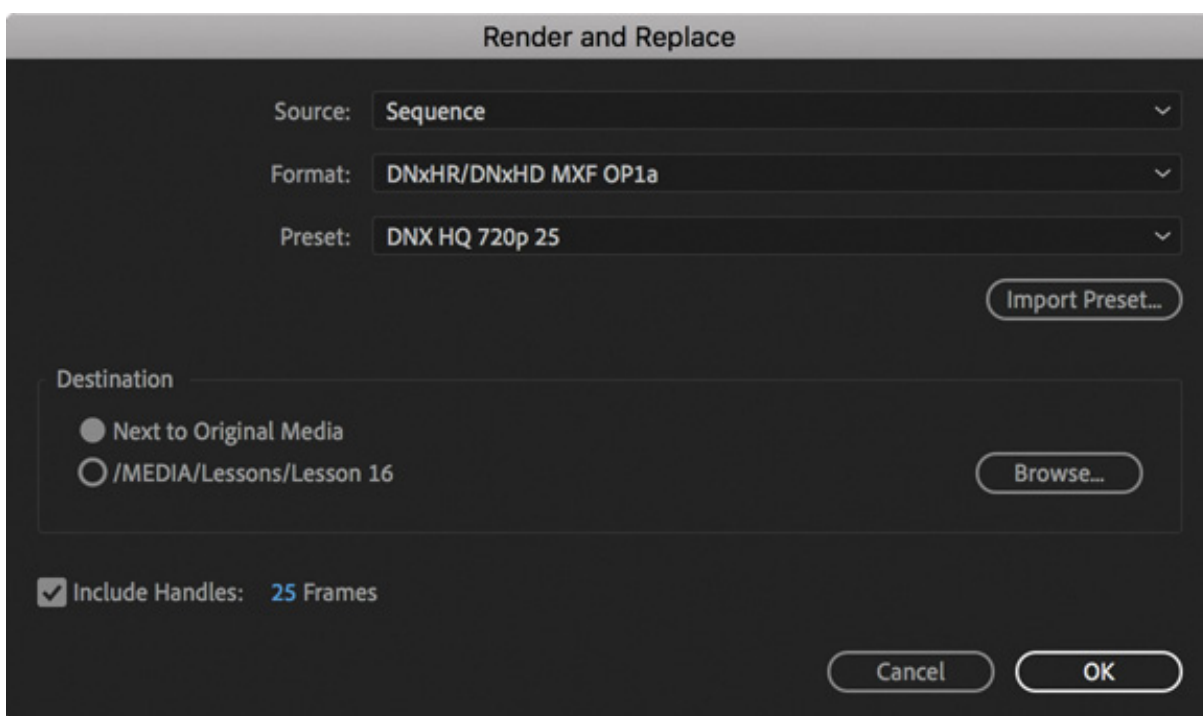 Render and Replace
Source: Sequence
Format: DNxHR/DNxHD MXF OP1a
Preset: DNX HQ 720p 25
Import Preset...
Destination
Next to Original Media
/MEDIA/Lessons/Lesson 16
Browse...
Include Handles: 25 Frames
Cancel OK